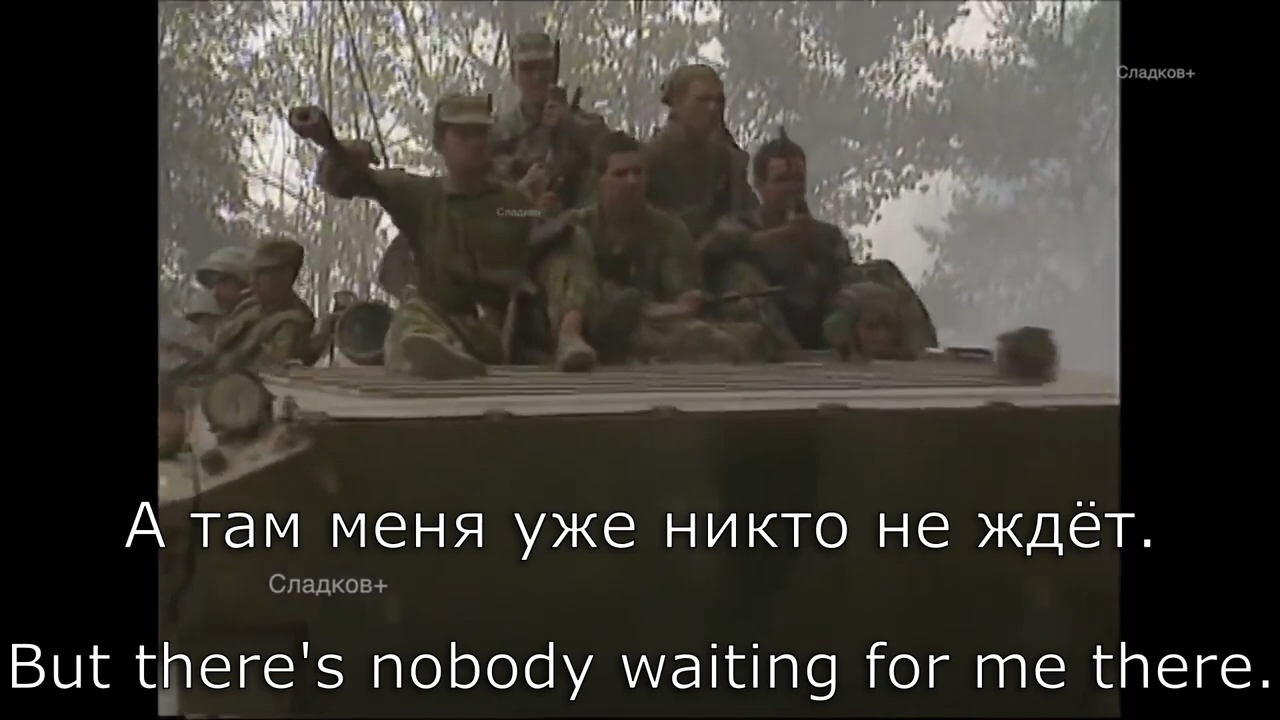 Сладков+
Сладков+
А там меня уже никто не ждёт.
Сладков+
But there's nobody waiting for me there.